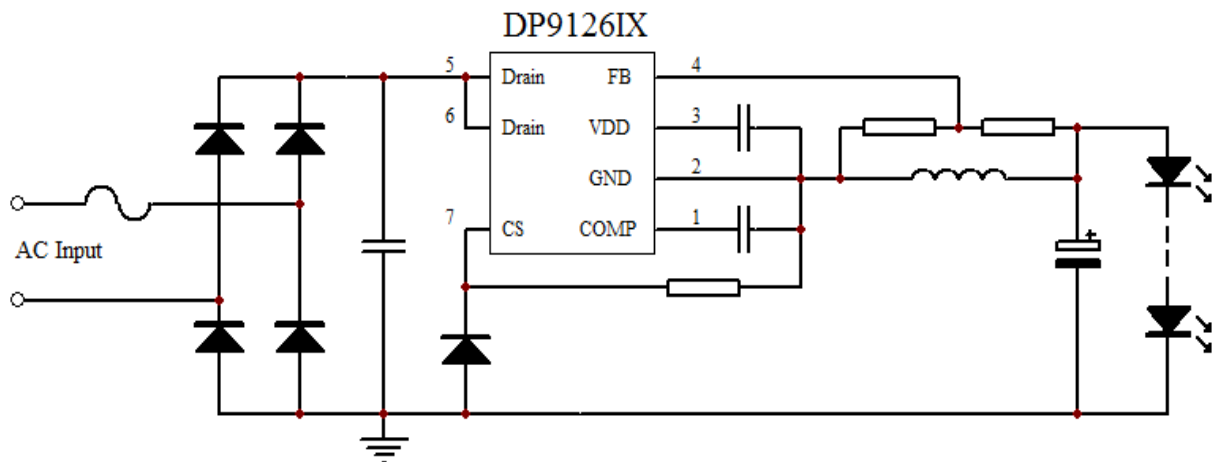 DP9126IX
5 Drain FB 4
6 Drain VDD 3
GND 2
7 CS COMP 1
AC Input
+